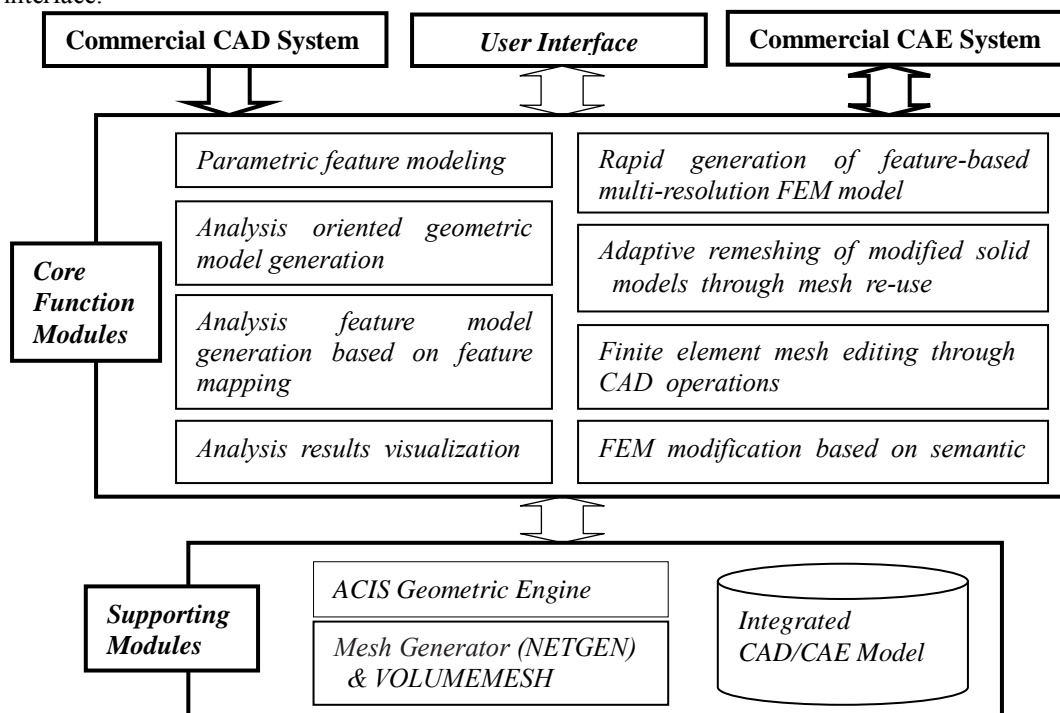 interface.
Commercial CAD System
User Interface
Commercial CAE System
Core
Function
Modules
Parametric feature modeling
Analysis oriented geometric
model generation
Analysis feature model
generation based on feature
mapping
Analysis results visualization
Rapid generation of feature-based
multi-resolution FEM model
Adaptive remeshing of modified solid
models through mesh re-use
Finite element mesh editing through
CAD operations
FEM modification based on semantic
Supporting
Modules
ACIS Geometric Engine
Mesh Generator (NETGEN)
& VOLUMEMESH
Integrated
CAD/CAE Model